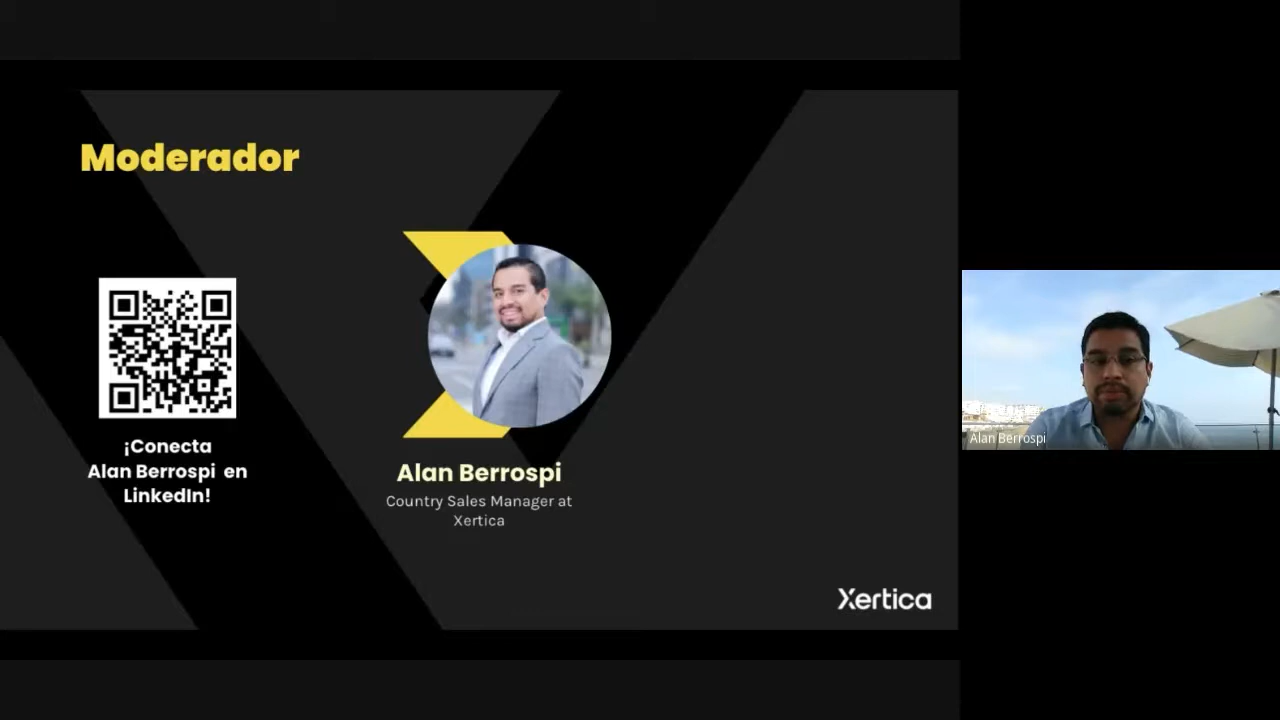 Moderador
¡Conecta
Alan Berrospi en
LinkedIn!
Alan Berrospi
Country Sales Manager at
Xertica
Xertica
Alan Berrospi